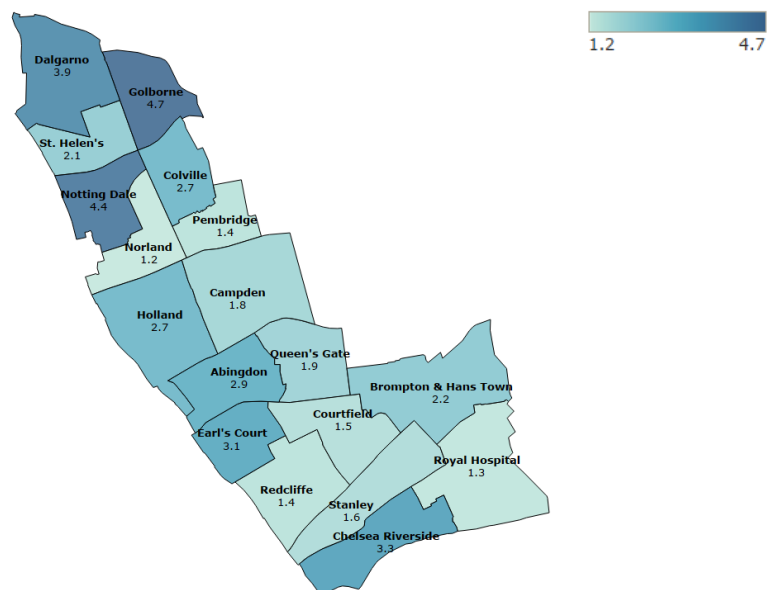 1.2 4.7
Dalgarno
3.9
Golborne
4.7
St. Helen's
2.1
Colville
2.7
Notting Dale
4.4
Pembridge
1.4
Norland
1.2
Campden
1.8
Holland
2.7
Queen's Gate
1.9
Abingdon
2.9
Brompton & Hans Town
2.2
Courtfield
1.5
Earl's Court
3.1
Royal Hospital
1.3
Redcliffe
1.4
Stanley
1.6
Chelsea Riverside
3.3